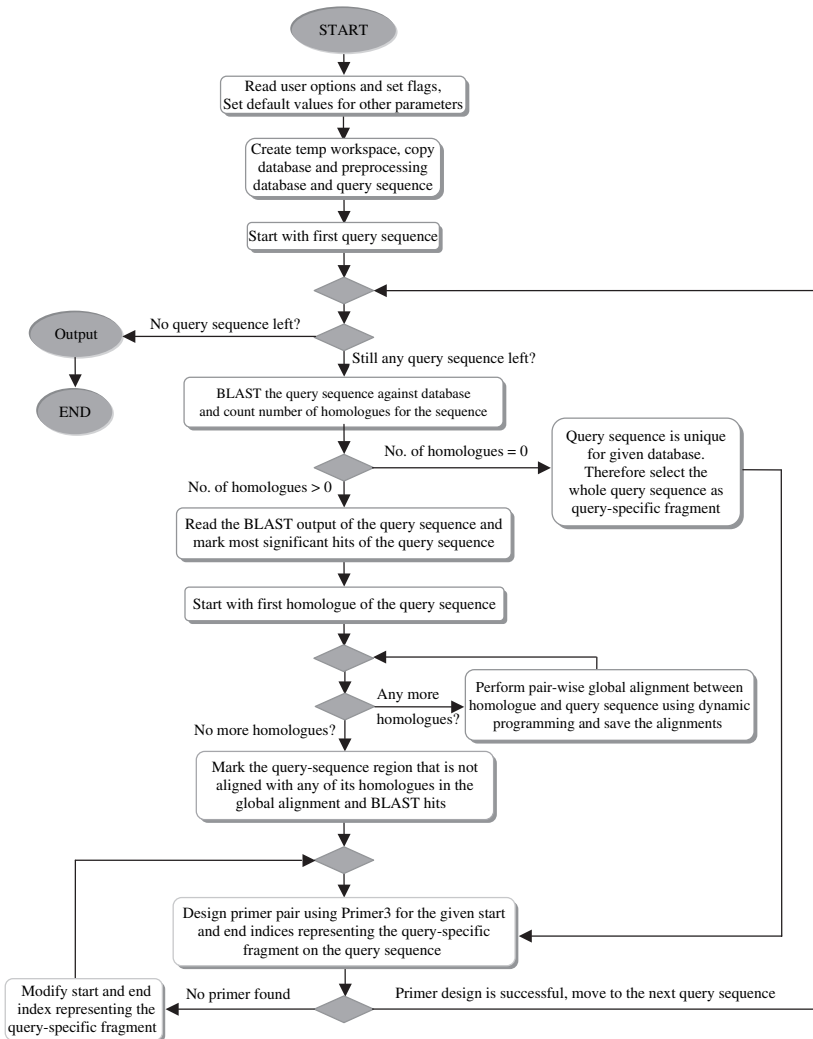 START
Read user options and set flags,
Set default values for other parameters
Create temp workspace, copy
database and preprocessing
database and query sequence
Start with first query sequence
No query sequence left?
Output
Still any query sequence left?
END
BLAST the query sequence against database
and count number of homologues for the sequence
No. of homologues = 0
Query sequence is unique
for given database.
Therefore select the
whole query sequence as
query-specific fragment
No. of homologues > 0
Read the BLAST output of the query sequence and
mark most significant hits of the query sequence
Start with first homologue of the query sequence
Any more
homologues?
Perform pair-wise global alignment between
homologue and query sequence using dynamic
programming and save the alignments
No more homologues?
Mark the query-sequence region that is not
aligned with any of its homologues in the
global alignment and BLAST hits
Design primer pair using Primer3 for the given start
and end indices representing the query-specific
fragment on the query sequence
No primer found
Primer design is successful, move to the next query sequence
Modify start and end
index representing the
query-specific fragment